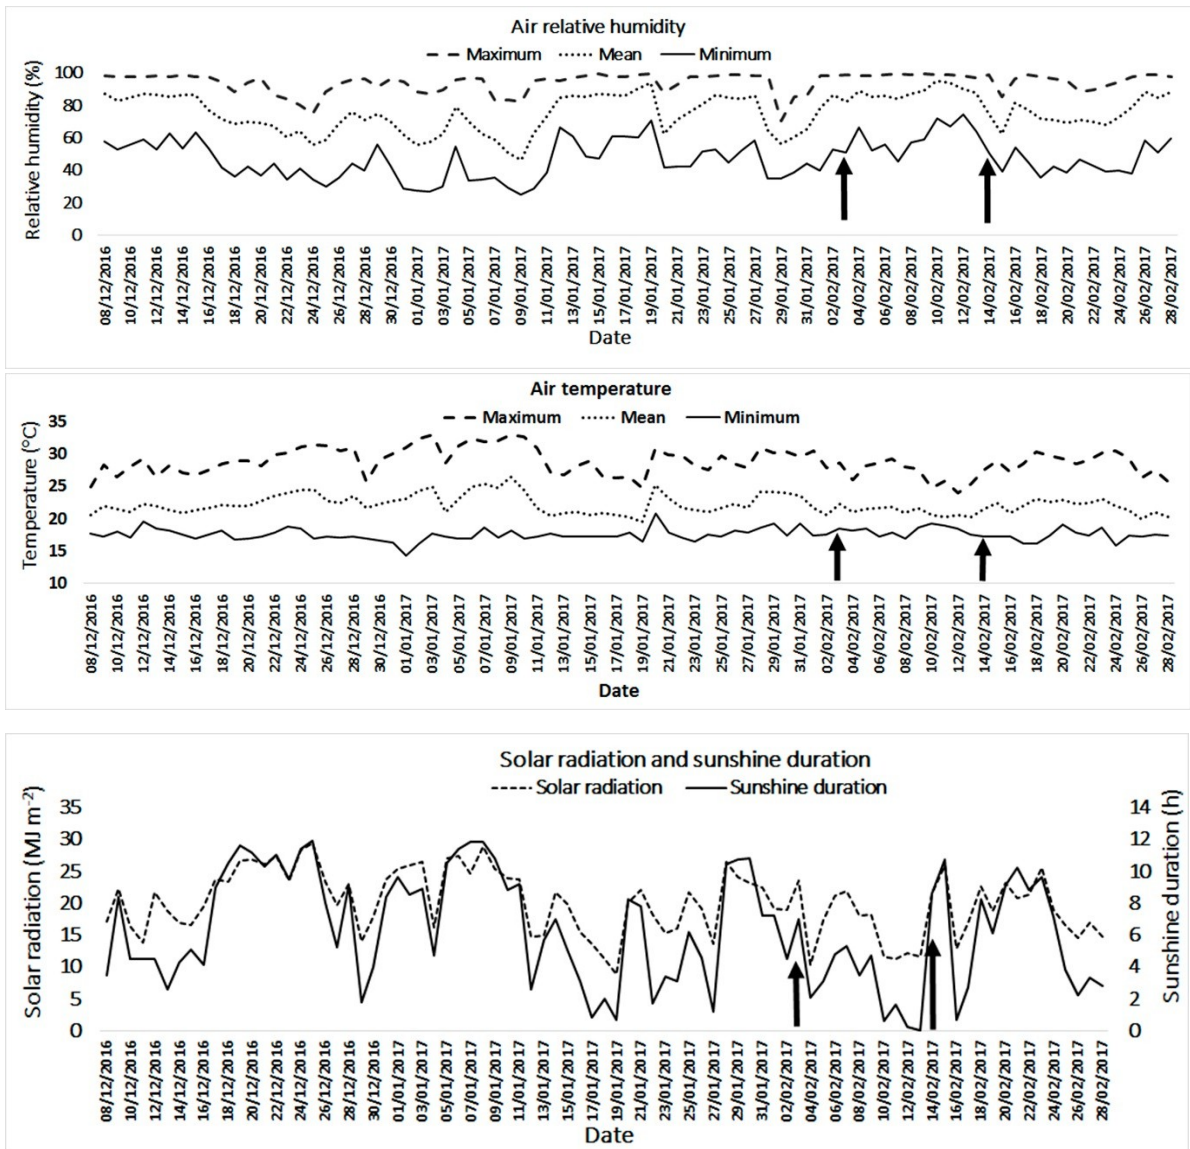 Air relative humidity
Maximum Mean Minimum
Relative humidity (%)
100
80
60
40
20
0
08/12/2016 10/12/2016 12/12/2016 14/12/2016 16/12/2016 18/12/2016 20/12/2016 22/12/2016 24/12/2016 26/12/2016 28/12/2016 30/12/2016 01/01/2017 03/01/2017 05/01/2017 07/01/2017 09/01/2017 11/01/2017 13/01/2017 15/01/2017 17/01/2017 19/01/2017 21/01/2017 23/01/2017 25/01/2017 27/01/2017 29/01/2017 31/01/2017 02/02/2017 04/02/2017 06/02/2017 08/02/2017 10/02/2017 12/02/2017 14/02/2017 16/02/2017 18/02/2017 20/02/2017 22/02/2017 24/02/2017 26/02/2017 28/02/2017
Date
Air temperature
Maximum Mean Minimum
Temperature (°C)
35
30
25
20
15
10
08/12/2016 10/12/2016 12/12/2016 14/12/2016 16/12/2016 18/12/2016 20/12/2016 22/12/2016 24/12/2016 26/12/2016 28/12/2016 30/12/2016 01/01/2017 03/01/2017 05/01/2017 07/01/2017 09/01/2017 11/01/2017 13/01/2017 15/01/2017 17/01/2017 19/01/2017 21/01/2017 23/01/2017 25/01/2017 27/01/2017 29/01/2017 31/01/2017 02/02/2017 04/02/2017 06/02/2017 08/02/2017 10/02/2017 12/02/2017 14/02/2017 16/02/2017 18/02/2017 20/02/2017 22/02/2017 24/02/2017 26/02/2017 28/02/2017
Date
Solar radiation and sunshine duration
Solar radiation Sunshine duration
Solar radiation (MJ m⁻²)
35
30
25
20
15
10
5
0
14
12
10
8
6
4
2
0
Sunshine duration (h)
08/12/2016 10/12/2016 12/12/2016 14/12/2016 16/12/2016 18/12/2016 20/12/2016 22/12/2016 24/12/2016 26/12/2016 28/12/2016 30/12/2016 01/01/2017 03/01/2017 05/01/2017 07/01/2017 09/01/2017 11/01/2017 13/01/2017 15/01/2017 17/01/2017 19/01/2017 21/01/2017 23/01/2017 25/01/2017 27/01/2017 29/01/2017 31/01/2017 02/02/2017 04/02/2017 06/02/2017 08/02/2017 10/02/2017 12/02/2017 14/02/2017 16/02/2017 18/02/2017 20/02/2017 22/02/2017 24/02/2017 26/02/2017 28/02/2017
Date